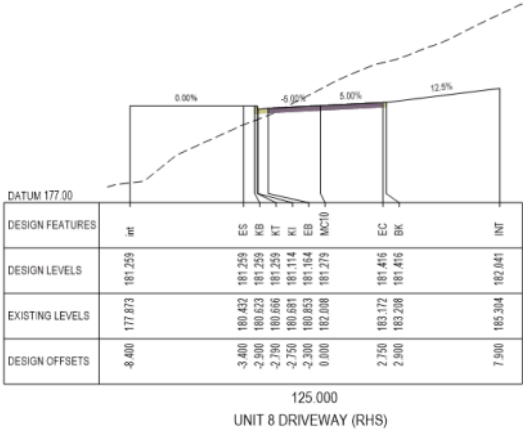 0.00% -5.00% 5.00% 12.5%
DATUM 177.00
DESIGN FEATURES int ES KB KT KI EB MC10 EC BK INT
DESIGN LEVELS 181.259 181.259 181.259 181.259 181.114 181.164 181.279 181.416 181.416 182.041
EXISTING LEVELS 177.873 180.432 180.623 180.666 180.681 180.853 182.008 183.172 183.208 185.304
DESIGN OFFSETS -8.400 -3.400 -2.900 -2.790 -2.750 -2.300 0.000 2.750 2.900 7.900
125.000
UNIT 8 DRIVEWAY (RHS)